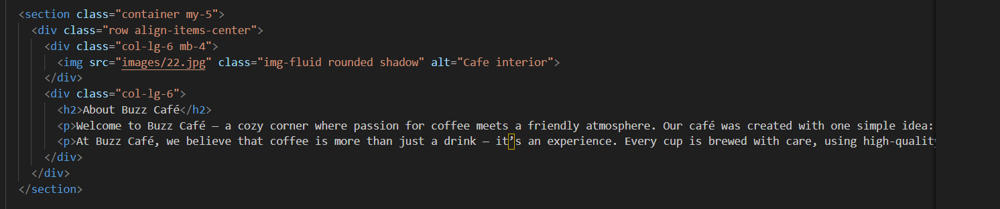 <section class="container my-5">
<div class="row align-items-center">
<div class="col-lg-6 mb-4">
<img src="images/22.jpg" class="img-fluid rounded shadow" alt="Cafe interior">
</div>
<div class="col-lg-6">
<h2>About Buzz Café</h2>
<p>Welcome to Buzz Café — a cozy corner where passion for coffee meets a friendly atmosphere. Our café was created with one simple idea:
<p>At Buzz Café, we believe that coffee is more than just a drink — it’s an experience. Every cup is brewed with care, using high-quality
</div>
</div>
</section>